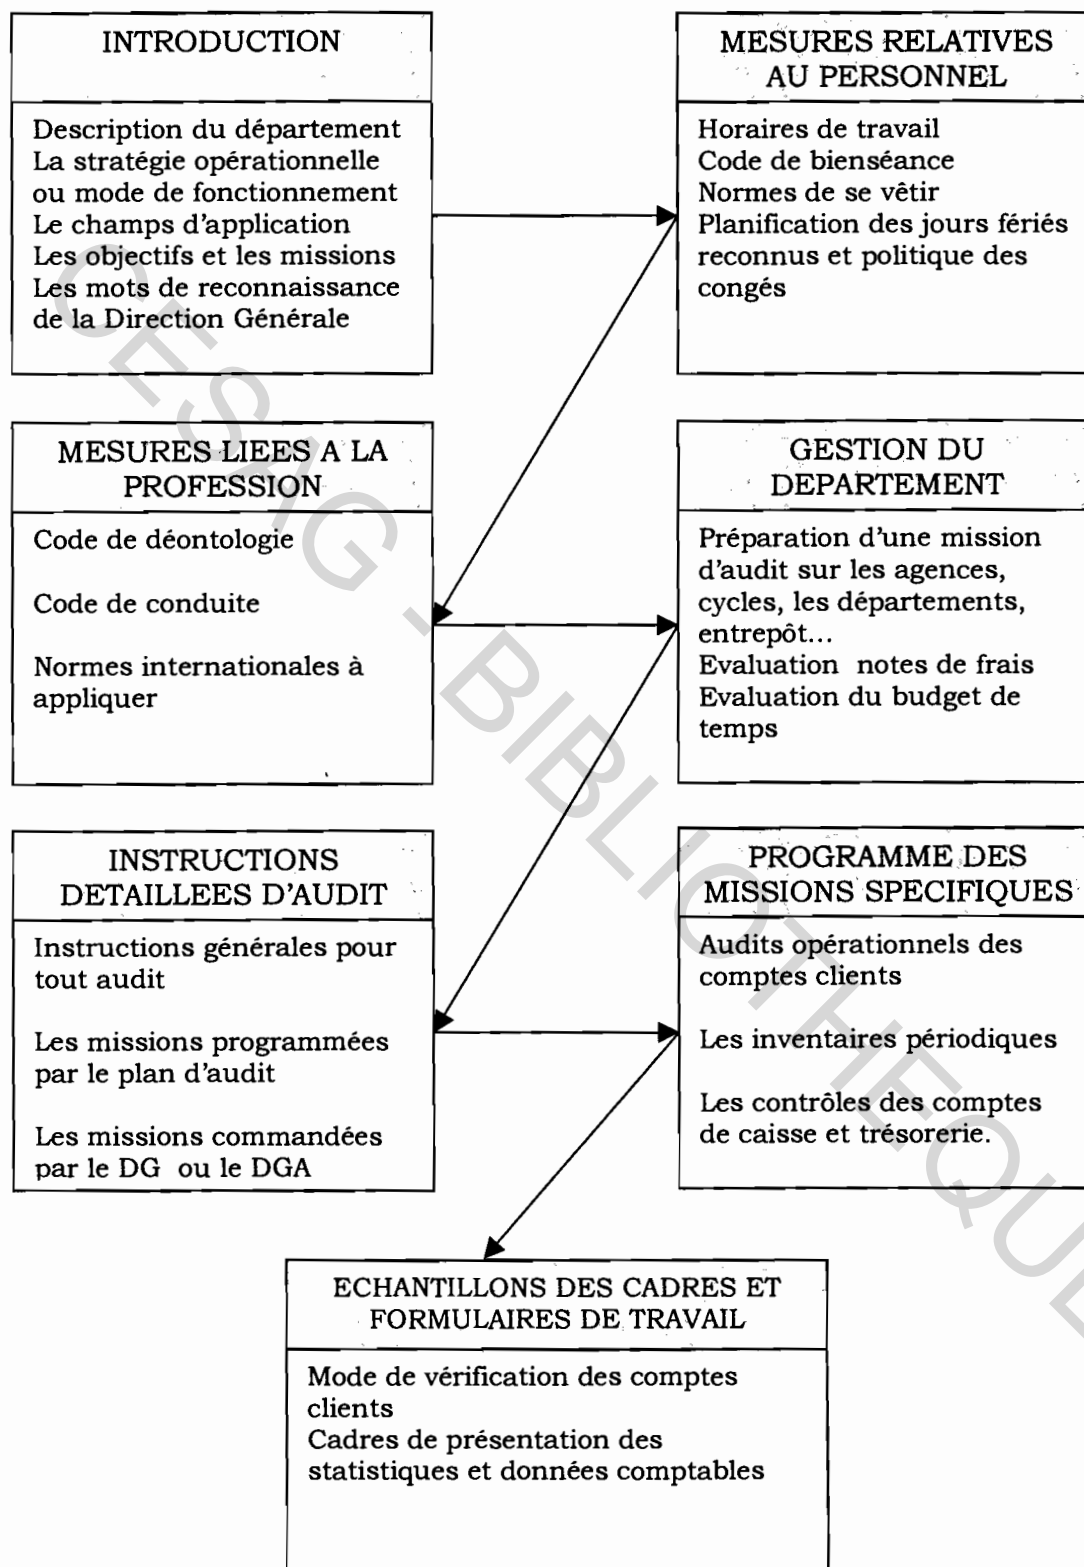 INTRODUCTION
Description du département
La stratégie opérationnelle
ou mode de fonctionnement
Le champs d'application
Les objectifs et les missions
Les mots de reconnaissance
de la Direction Générale
MESURES RELATIVES
AU PERSONNEL
Horaires de travail
Code de bienséance
Normes de se vêtir
Planification des jours fériés
reconnus et politique des
congés
MESURES LIEES A LA
PROFESSION
Code de déontologie
Code de conduite
Normes internationales à
appliquer
GESTION DU
DEPARTEMENT
Préparation d'une mission
d'audit sur les agences,
cycles, les départements,
entrepôt...
Evaluation notes de frais
Evaluation du budget de
temps
INSTRUCTIONS
DETAILLEES D'AUDIT
Instructions générales pour
tout audit
Les missions programmées
par le plan d'audit
Les missions commandées
par le DG ou le DGA
PROGRAMME DES
MISSIONS SPECIFIQUES
Audits opérationnels des
comptes clients
Les inventaires périodiques
Les contrôles des comptes
de caisse et trésorerie.
ECHANTILLONS DES CADRES ET
FORMULAIRES DE TRAVAIL
Mode de vérification des comptes
clients
Cadres de présentation des
statistiques et données comptables
CESAG - BIBLIOTHEQUE